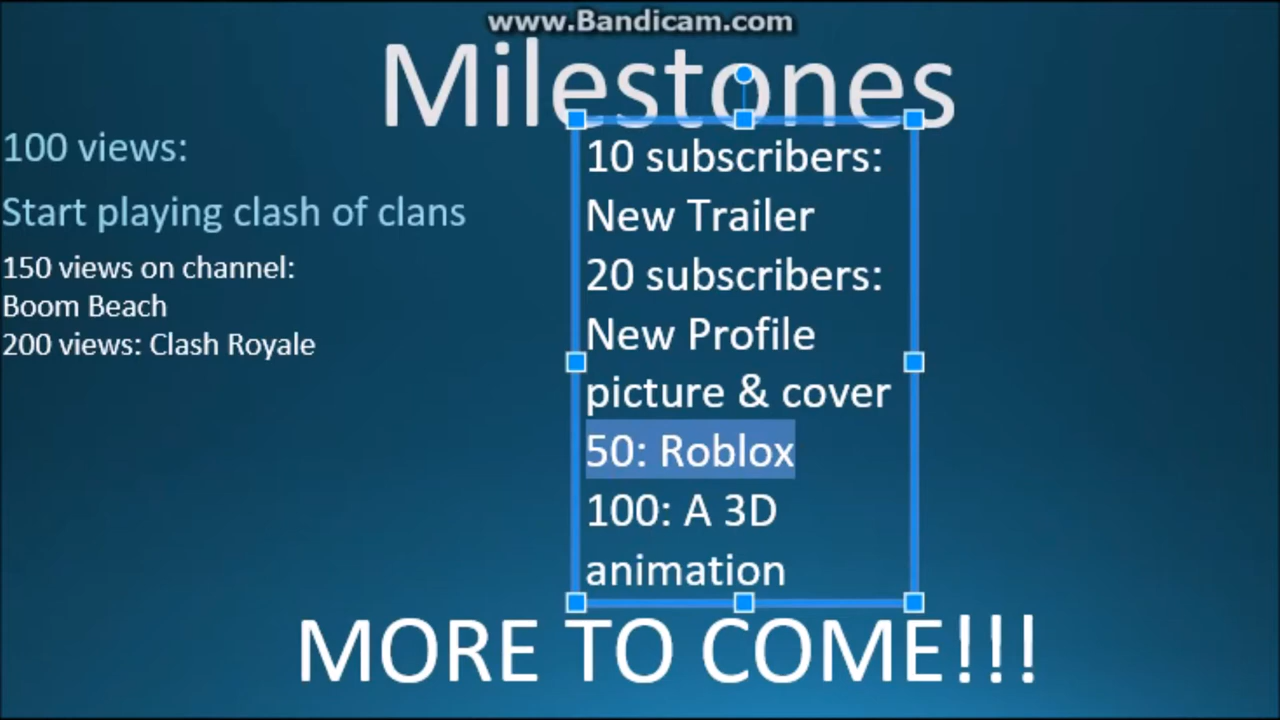 www.Bandicam.com
Milestones
100 views:
Start playing clash of clans
150 views on channel:
Boom Beach
200 views: Clash Royale
10 subscribers:
New Trailer
20 subscribers:
New Profile
picture & cover
50: Roblox
100: A 3D
animation
MORE TO COME!!!